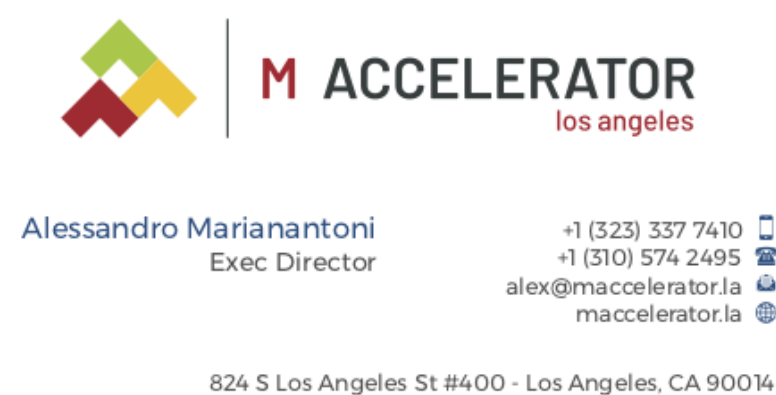 M ACCELERATOR
los angeles
Alessandro Marianantoni
Exec Director
+1 (323) 337 7410
+1 (310) 574 2495
alex@maccelerator.la
maccelerator.la
824 S Los Angeles St #400 - Los Angeles, CA 90014